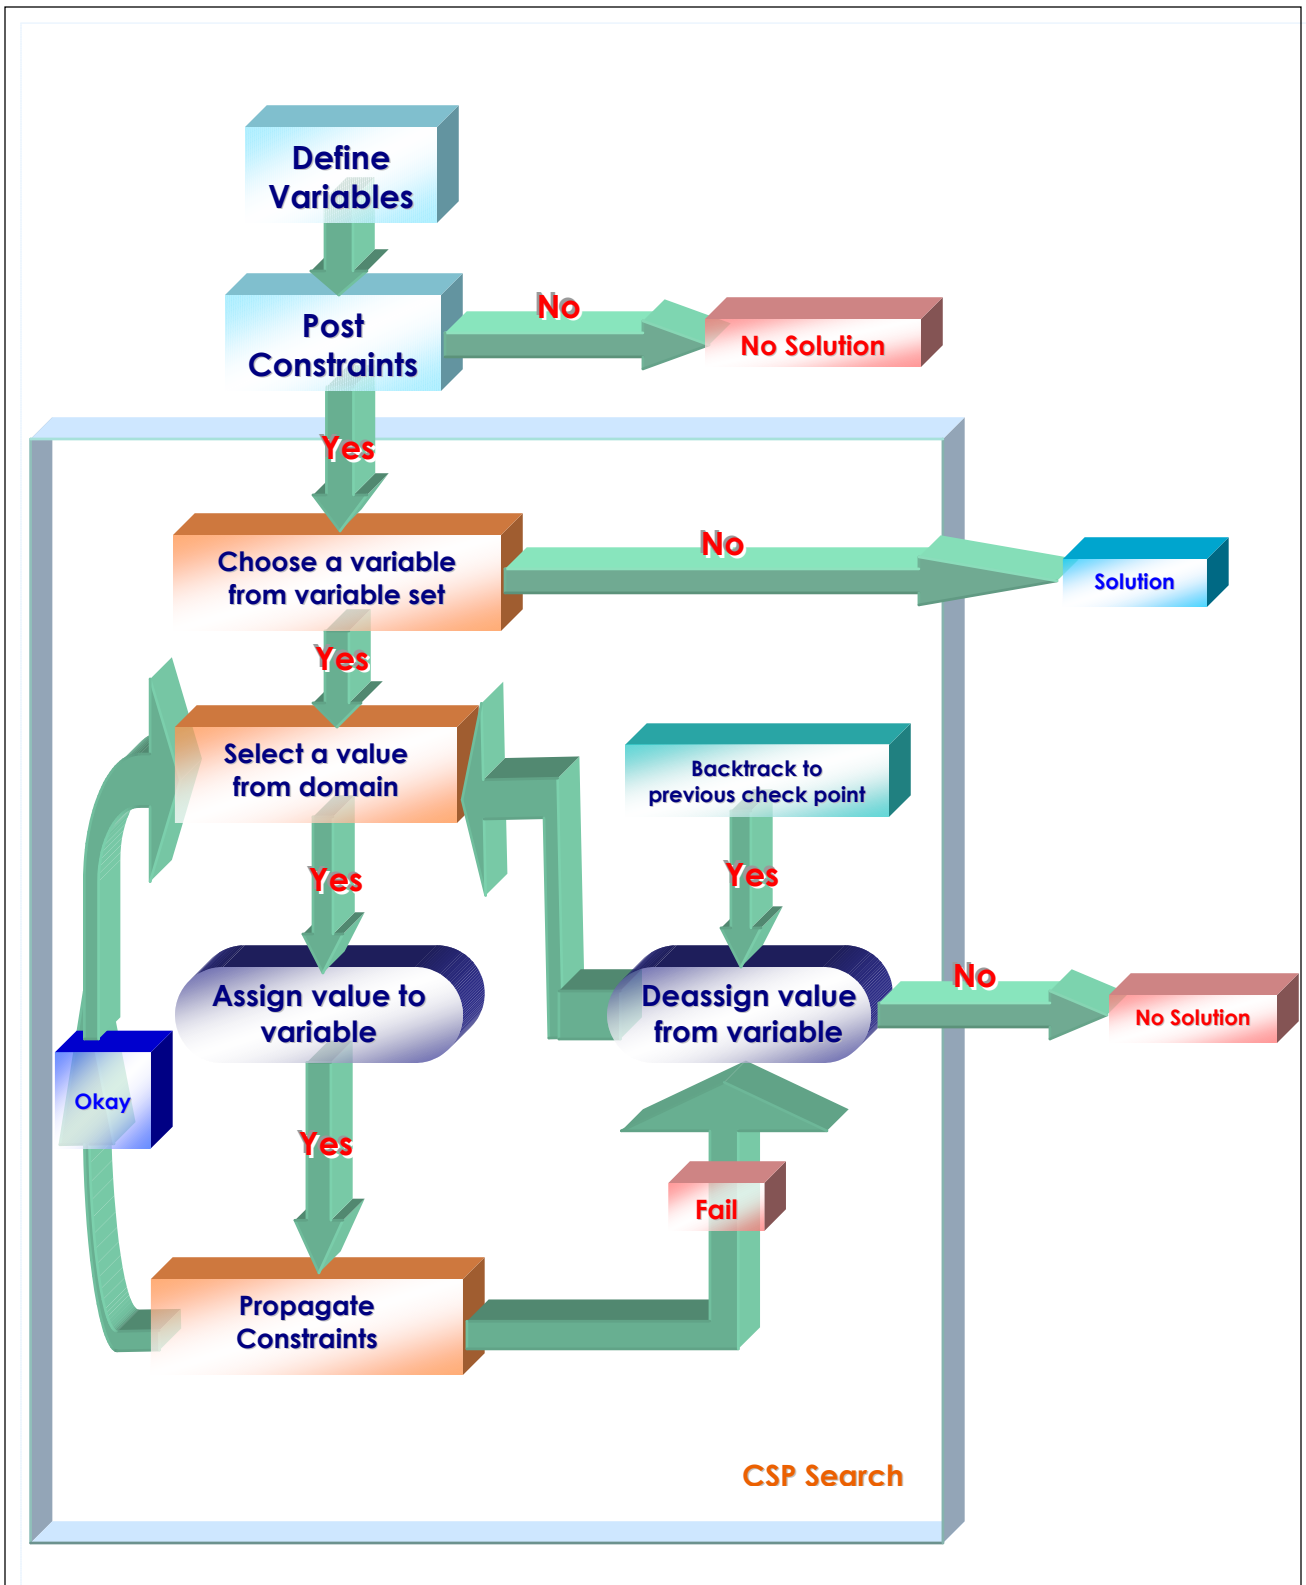 Define
Variables
Post
Constraints
No
No Solution
Yes
Choose a variable
from variable set
No
Solution
Yes
Select a value
from domain
Backtrack to
previous check point
Yes
Yes
Assign value to
variable
Deassign value
from variable
No
No Solution
Okay
Yes
Fail
Propagate
Constraints
CSP Search